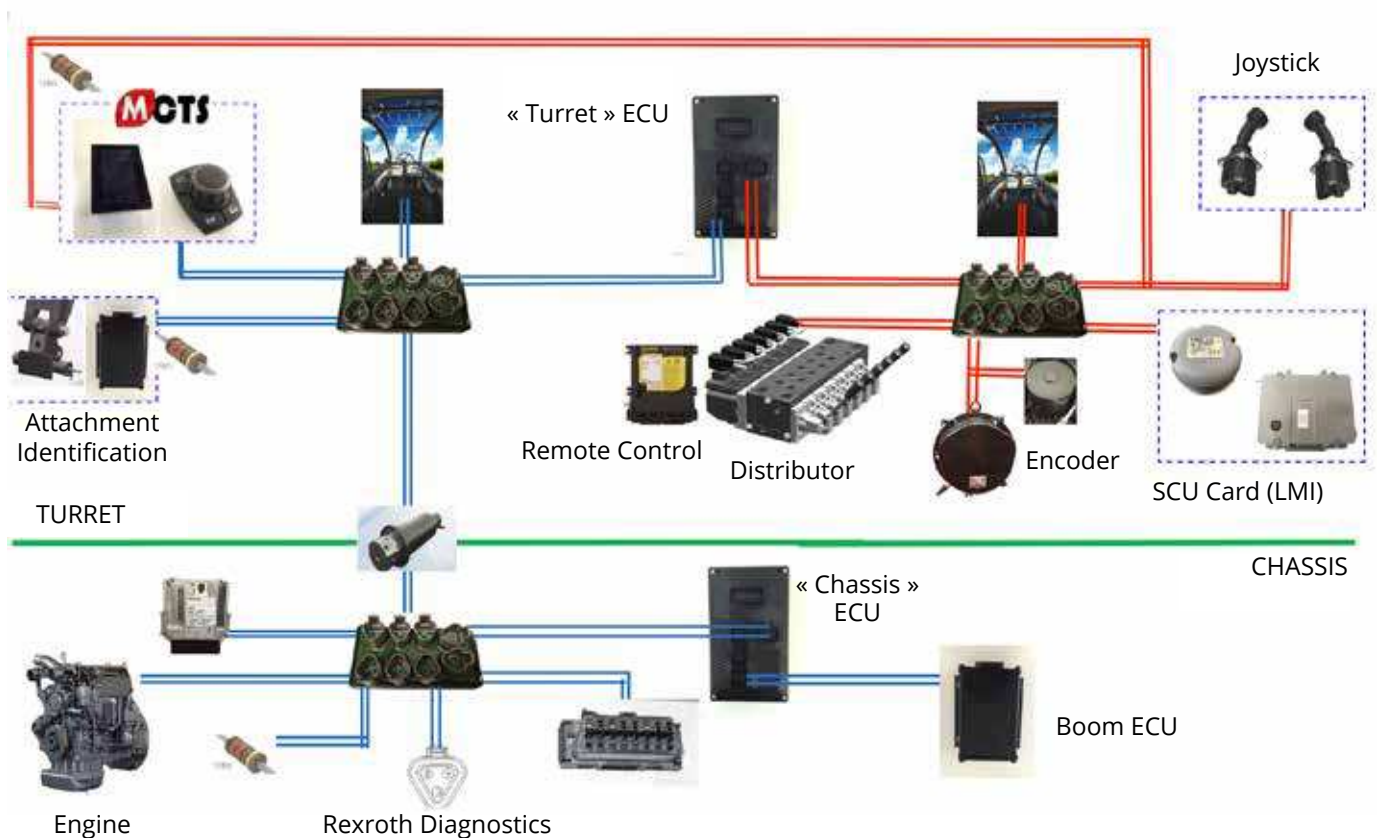 Joystick
MCTS
« Turret » ECU
Attachment
Identification
Remote Control
Distributor
Encoder
SCU Card (LMI)
TURRET
CHASSIS
« Chassis »
ECU
Boom ECU
Engine
Rexroth Diagnostics